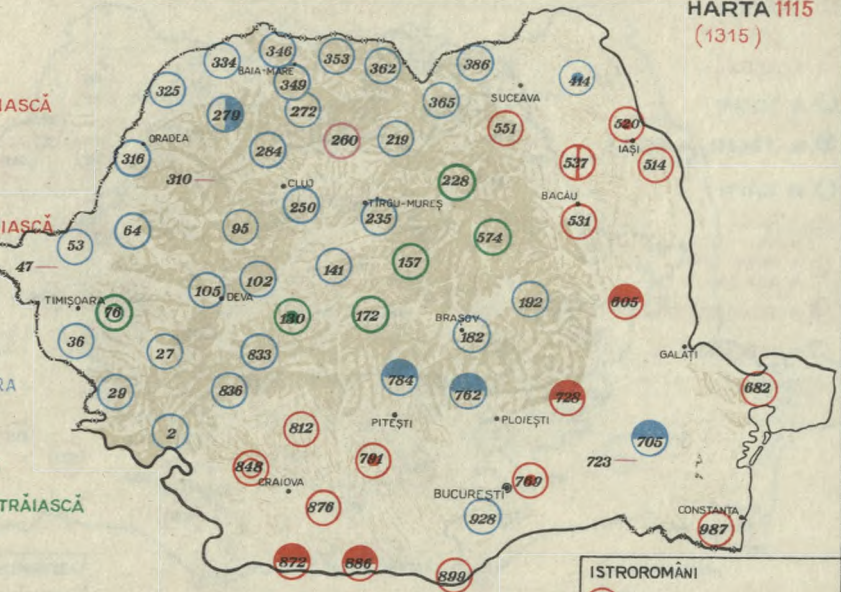 HARTA 1115
(1315)
346
353
386
334
BAIA-MARE
362
414
349
325
SUCEAVA
365
272
279
520
551
219
260
ORADEA
IAȘI
284
316
537
514
310
228
CLUJ
BACĂU
TÎRGU-MUREȘ
250
235
531
95
64
574
53
157
47
141
102
105
DEVA
192
TIMIȘOARA
605
76
130
172
BRAȘOV
182
36
27
833
GALAȚI
784
836
762
29
682
728
PITEȘTI
PLOIEȘTI
812
2
705
791
723
848
769
CRAIOVA
BUCUREȘTI
876
928
CONSTANȚA
987
872
886
899
ISTROROMÂNI
IASCĂ
IASCĂ
RA
TRĂIASCĂ